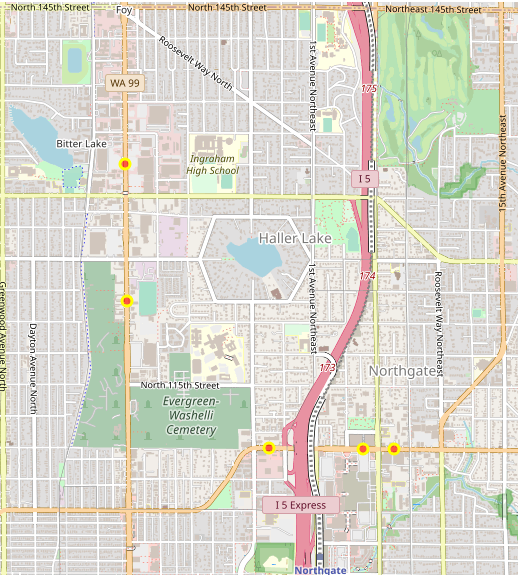 North 145th Street
North 145th Street
Northeast 145th Street
Foy
Roosevelt Way North
1st Avenue Northeast
175
WA 99
15th Avenue Northeast
Bitter Lake
Ingraham
High School
I 5
Haller Lake
174
1st Avenue Northeast
Roosevelt Way Northeast
Greenwood Avenue North
Dayton Avenue North
173
Northgate
North 115th Street
Evergreen-
Washelli
Cemetery
I 5 Express
Northgate